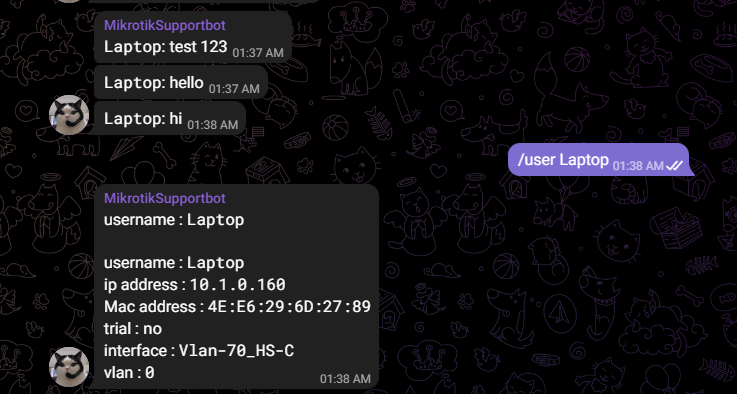 MikrotikSupportbot
Laptop: test 123 01:37 AM
Laptop: hello 01:37 AM
Laptop: hi 01:38 AM
/user Laptop 01:38 AM
MikrotikSupportbot
username : Laptop
username : Laptop
ip address : 10.1.0.160
Mac address : 4E:E6:29:6D:27:89
trial : no
interface : Vlan-70_HS-C
vlan : 0
01:38 AM